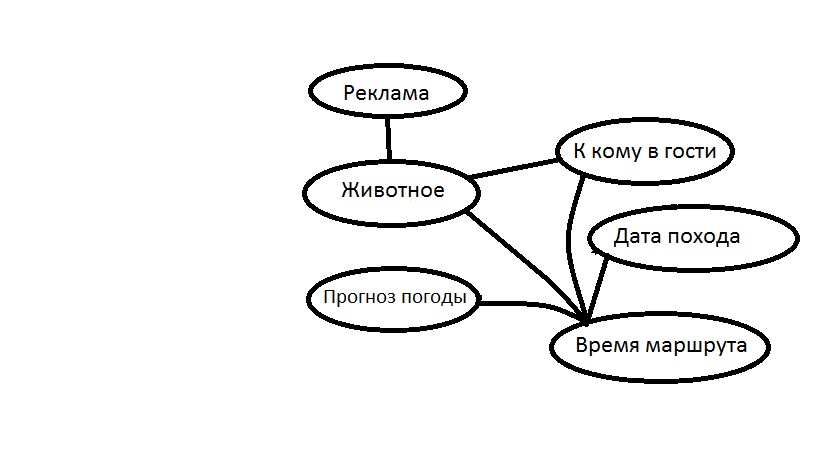 Реклама
К кому в гости
Животное
Дата похода
Прогноз погоды
Время маршрута